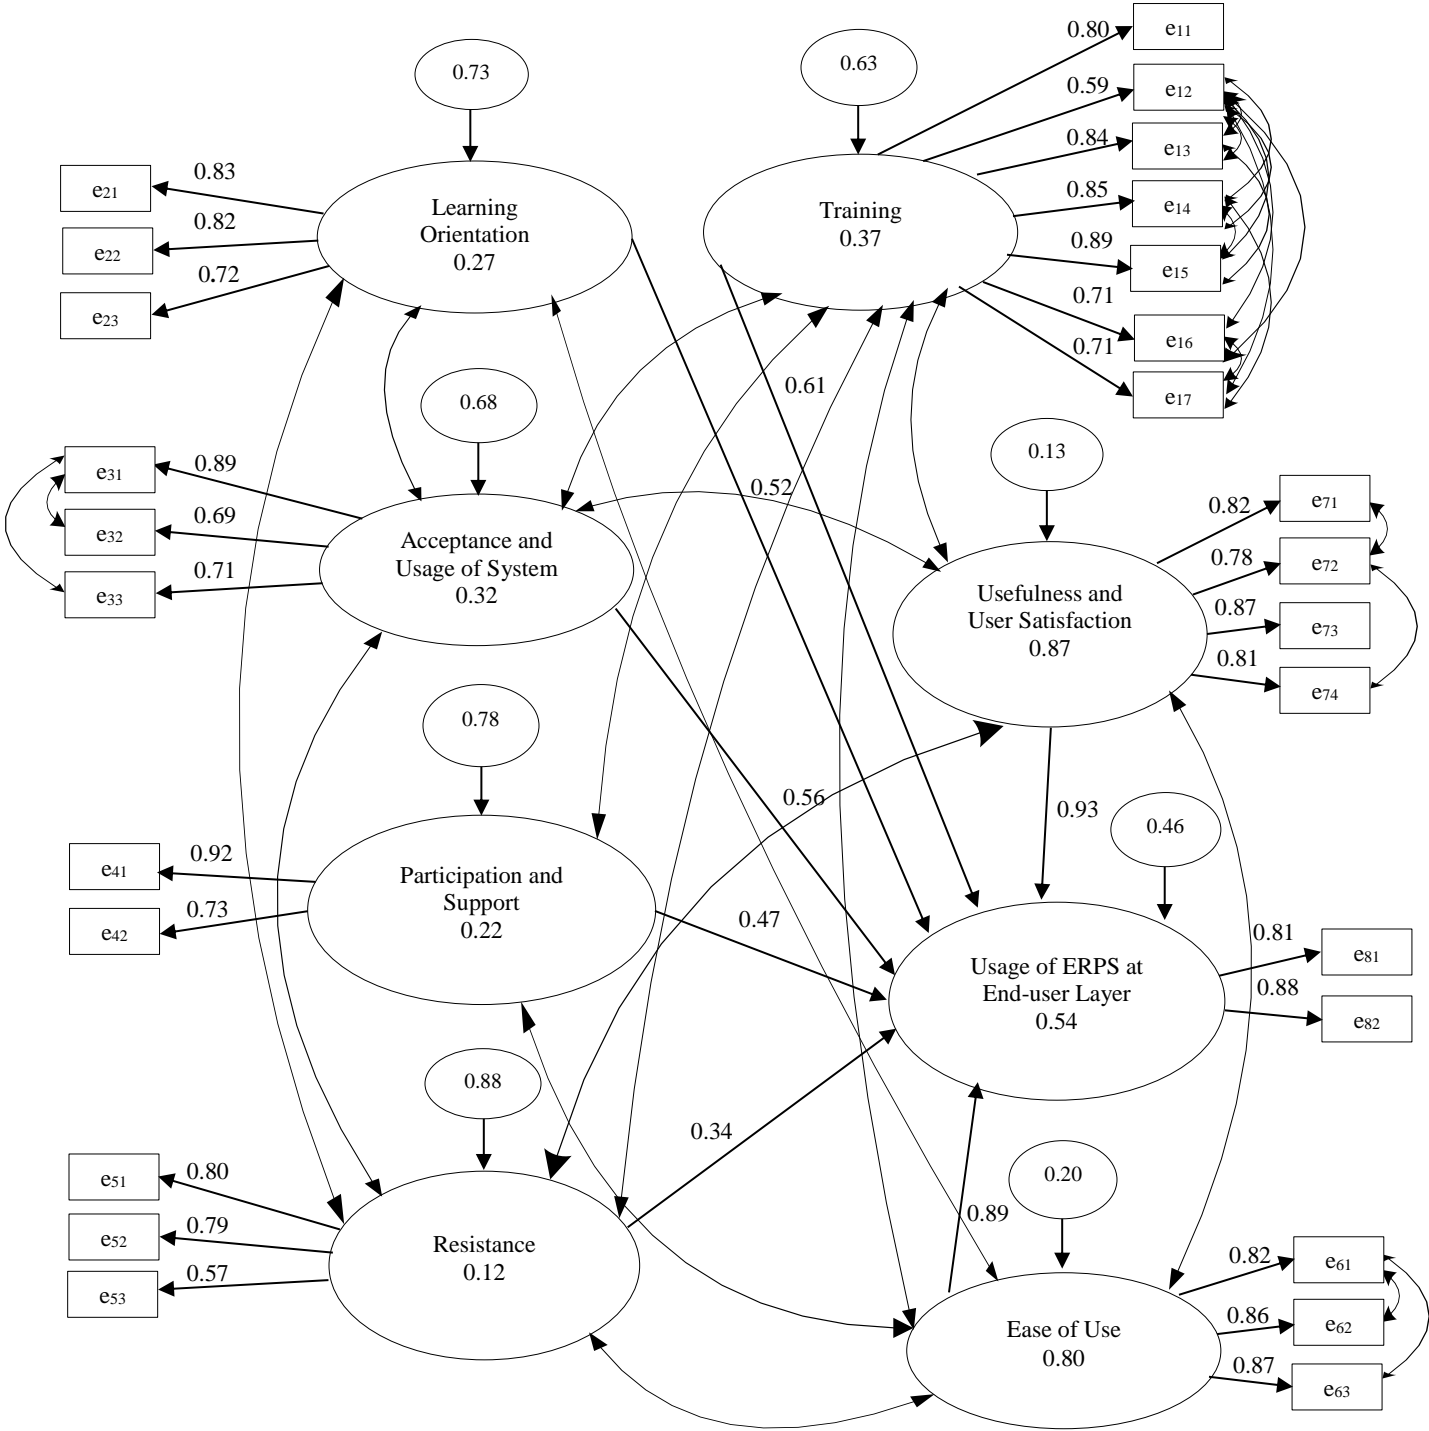 0.80
e11
0.73
0.63
0.59
e12
0.84
e13
0.83
e21
Learning
Orientation
0.27
Training
0.37
0.85
e14
0.82
e22
0.89
e15
0.72
e23
0.71
e16
0.71
e17
0.61
0.68
0.13
0.89
e31
0.52
0.82
e71
0.69
e32
Acceptance and
Usage of System
0.32
0.78
e72
0.71
e33
Usefulness and
User Satisfaction
0.87
0.87
e73
0.81
e74
0.78
0.56
0.93
0.46
0.92
e41
Participation and
Support
0.22
0.73
e42
0.47
0.81
e81
Usage of ERPS at
End-user Layer
0.54
0.88
e82
0.88
0.34
0.80
e51
0.20
0.79
e52
0.89
Resistance
0.12
0.57
e53
0.82
e61
0.86
e62
Ease of Use
0.80
0.87
e63